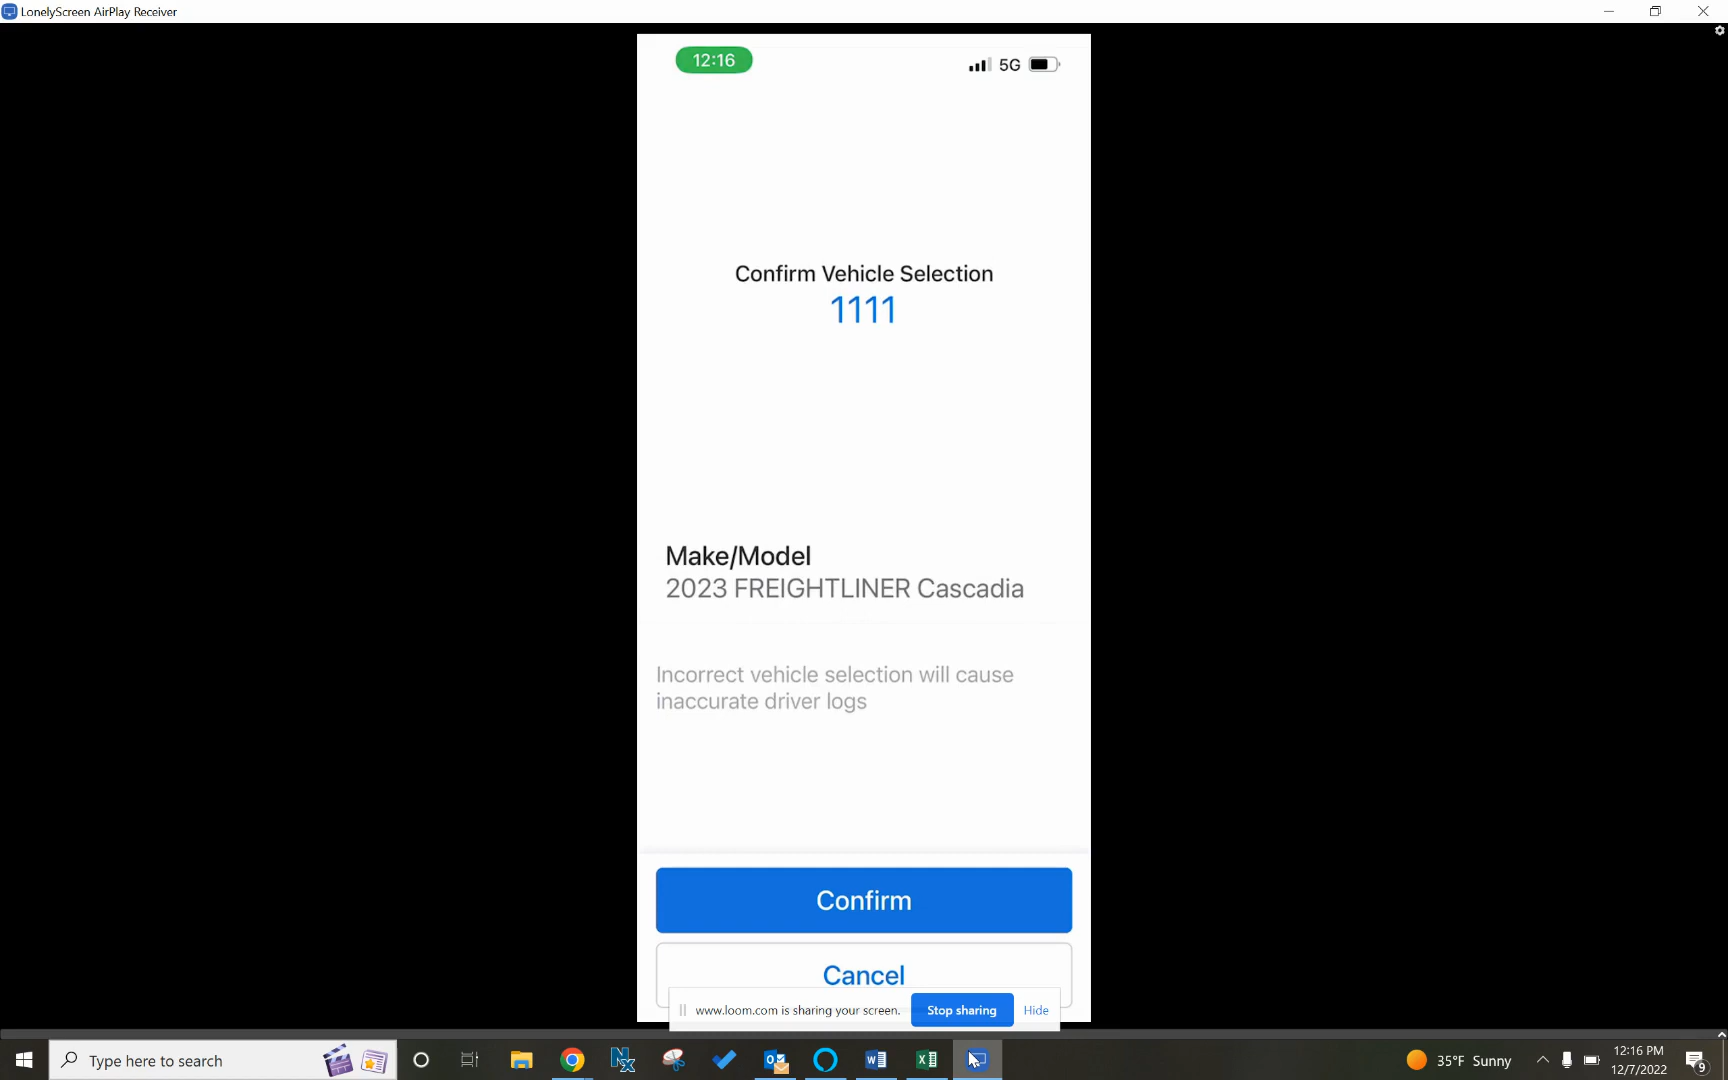 LonelyScreen AirPlay Receiver
12:16
5G
Confirm Vehicle Selection
1111
Make/Model
2023 FREIGHTLINER Cascadia
Incorrect vehicle selection will cause
inaccurate driver logs
Confirm
Cancel
www.loom.com is sharing your screen.
Stop sharing
Hide
Type here to search
35°F Sunny
12:16 PM
12/7/2022
9